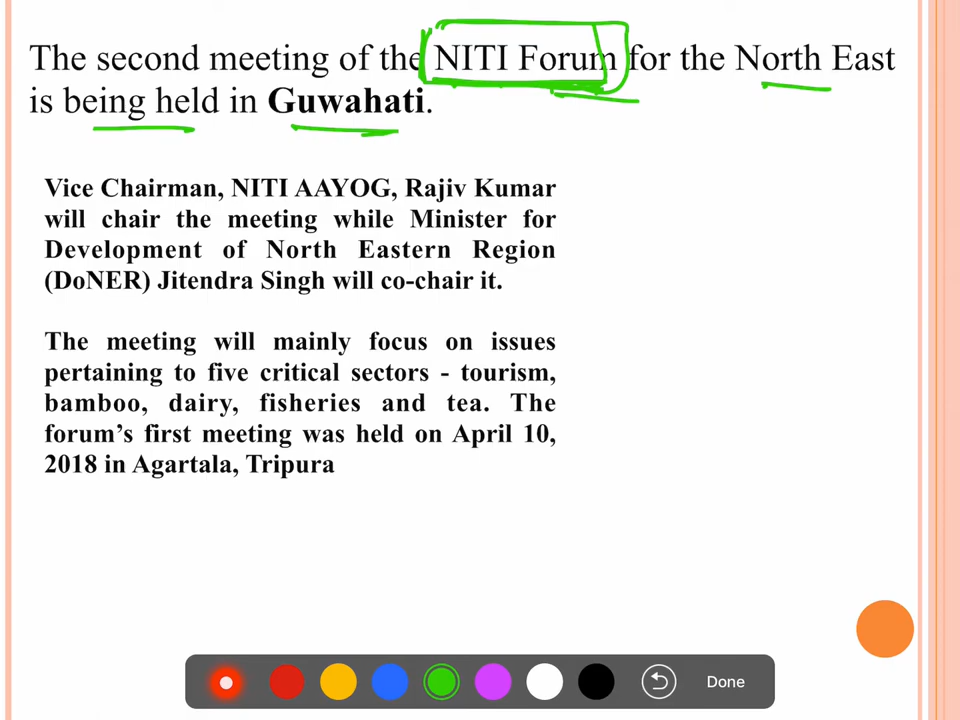 The second meeting of the NITI Forum for the North East
is being held in Guwahati.
Vice Chairman, NITI AAYOG, Rajiv Kumar
will chair the meeting while Minister for
Development of North Eastern Region
(DoNER) Jitendra Singh will co-chair it.
The meeting will mainly focus on issues
pertaining to five critical sectors - tourism,
bamboo, dairy, fisheries and tea. The
forum's first meeting was held on April 10,
2018 in Agartala, Tripura
Done